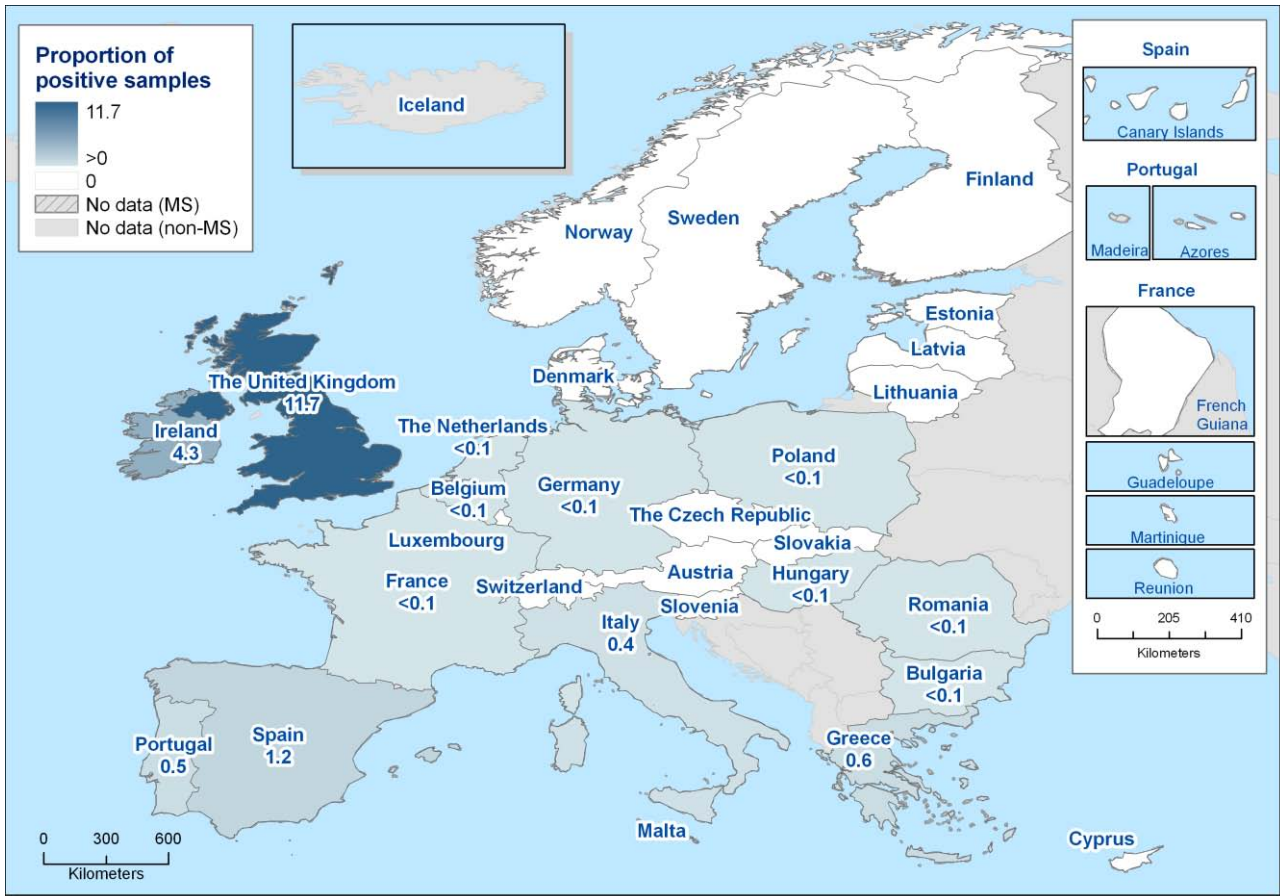 Proportion of
positive samples
11.7
>0
0
No data (MS)
No data (non-MS)
Iceland
Norway
Sweden
Finland
Estonia
Latvia
Lithuania
Denmark
The United Kingdom
11.7
Ireland
4.3
The Netherlands
<0.1
Belgium
<0.1
Germany
<0.1
Poland
<0.1
The Czech Republic
Luxembourg
Slovakia
France
<0.1
Switzerland
Austria
Hungary
<0.1
Slovenia
Romania
<0.1
Italy
0.4
Bulgaria
<0.1
Portugal
0.5
Spain
1.2
Greece
0.6
Malta
Cyprus
0 300 600
Kilometers
Spain
Canary Islands
Portugal
Madeira
Azores
France
French
Guiana
Guadeloupe
Martinique
Reunion
0 205 410
Kilometers